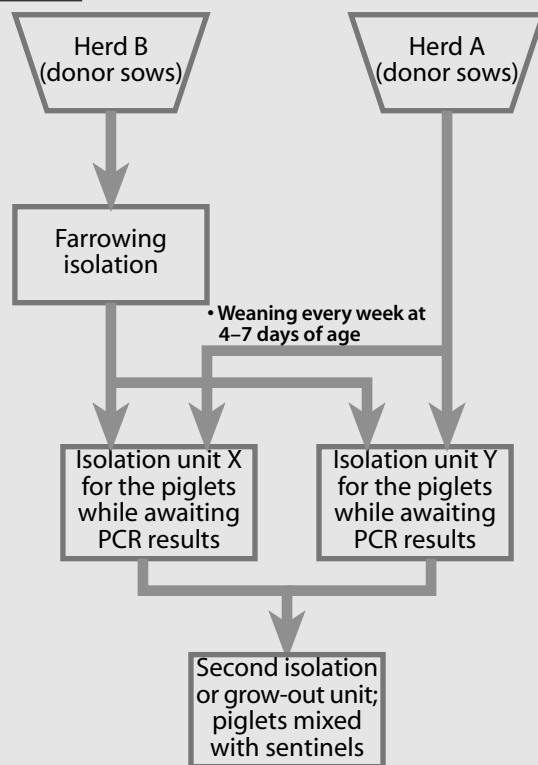 Herd B
(donor sows)
Herd A
(donor sows)
Farrowing
isolation
• Weaning every week at
4–7 days of age
Isolation unit X
for the piglets
while awaiting
PCR results
Isolation unit Y
for the piglets
while awaiting
PCR results
Second isolation
or grow-out unit;
piglets mixed
with sentinels